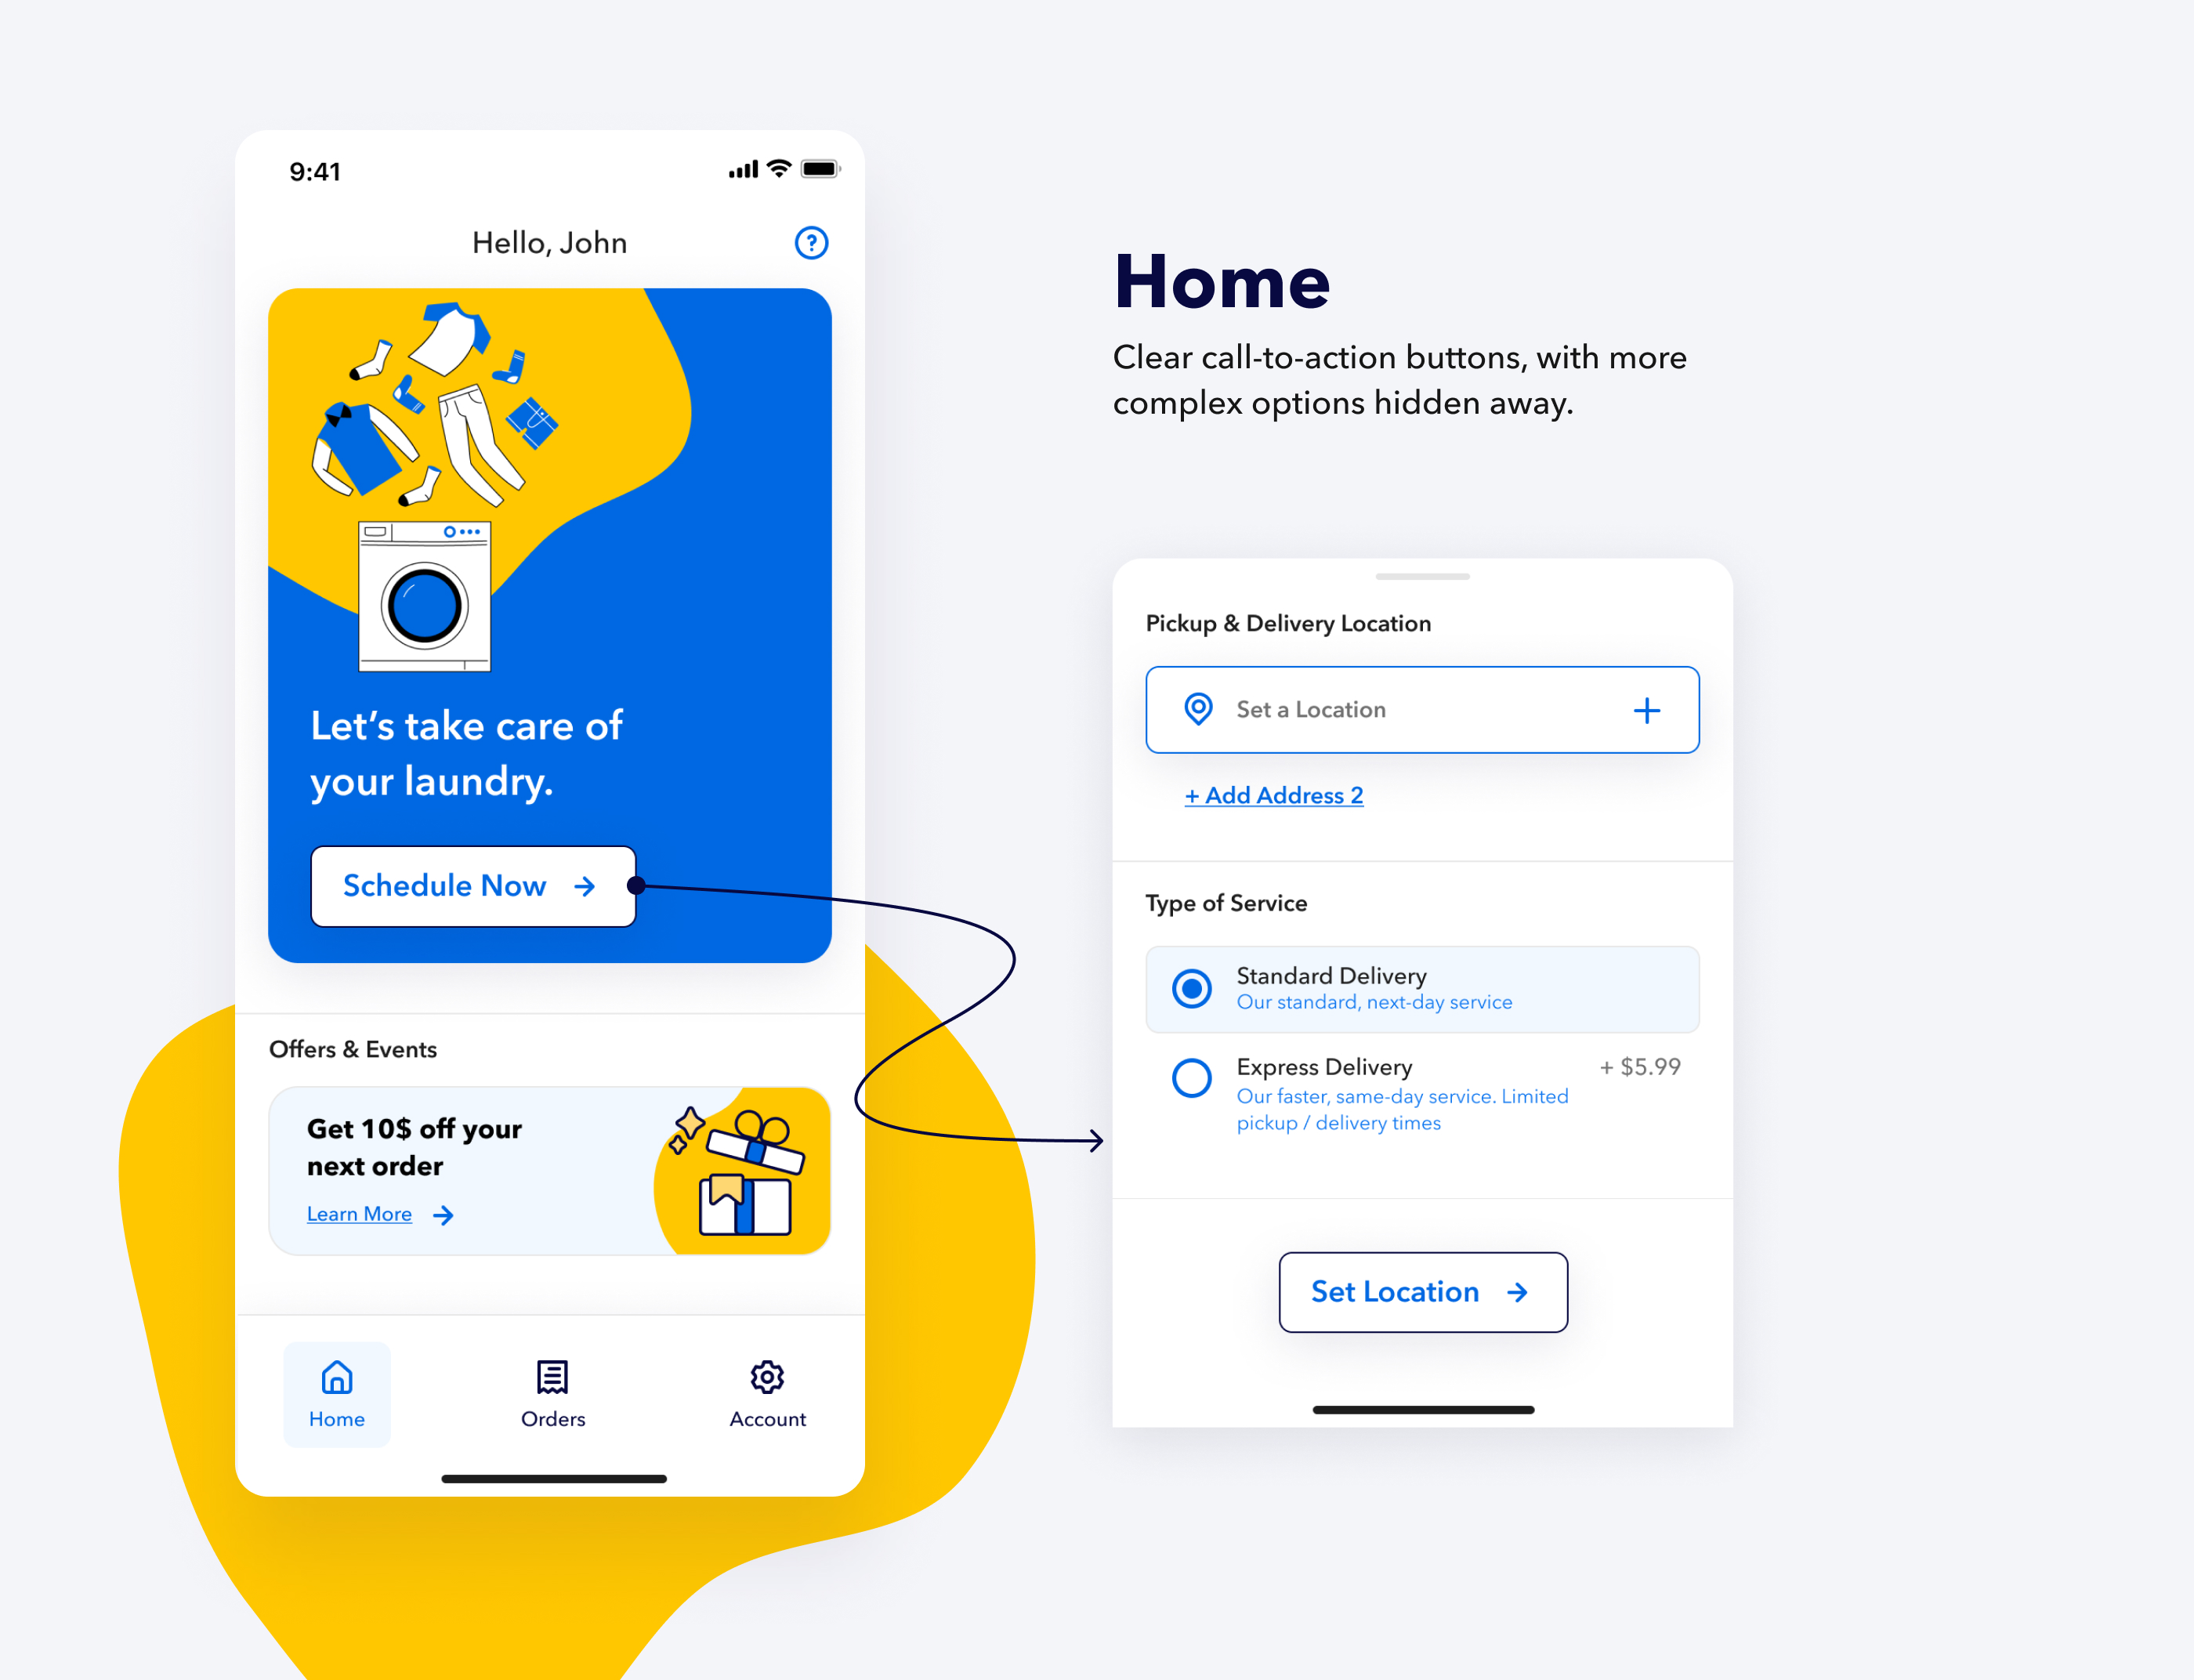 9:41
Hello, John
Let’s take care of
your laundry.
Schedule Now
Offers & Events
Get 10$ off your
next order
Learn More
Home
Orders
Account
Home
Clear call-to-action buttons, with more
complex options hidden away.
Pickup & Delivery Location
Set a Location
+ Add Address 2
Type of Service
Standard Delivery
Our standard, next-day service
Express Delivery + $5.99
Our faster, same-day service. Limited
pickup / delivery times
Set Location